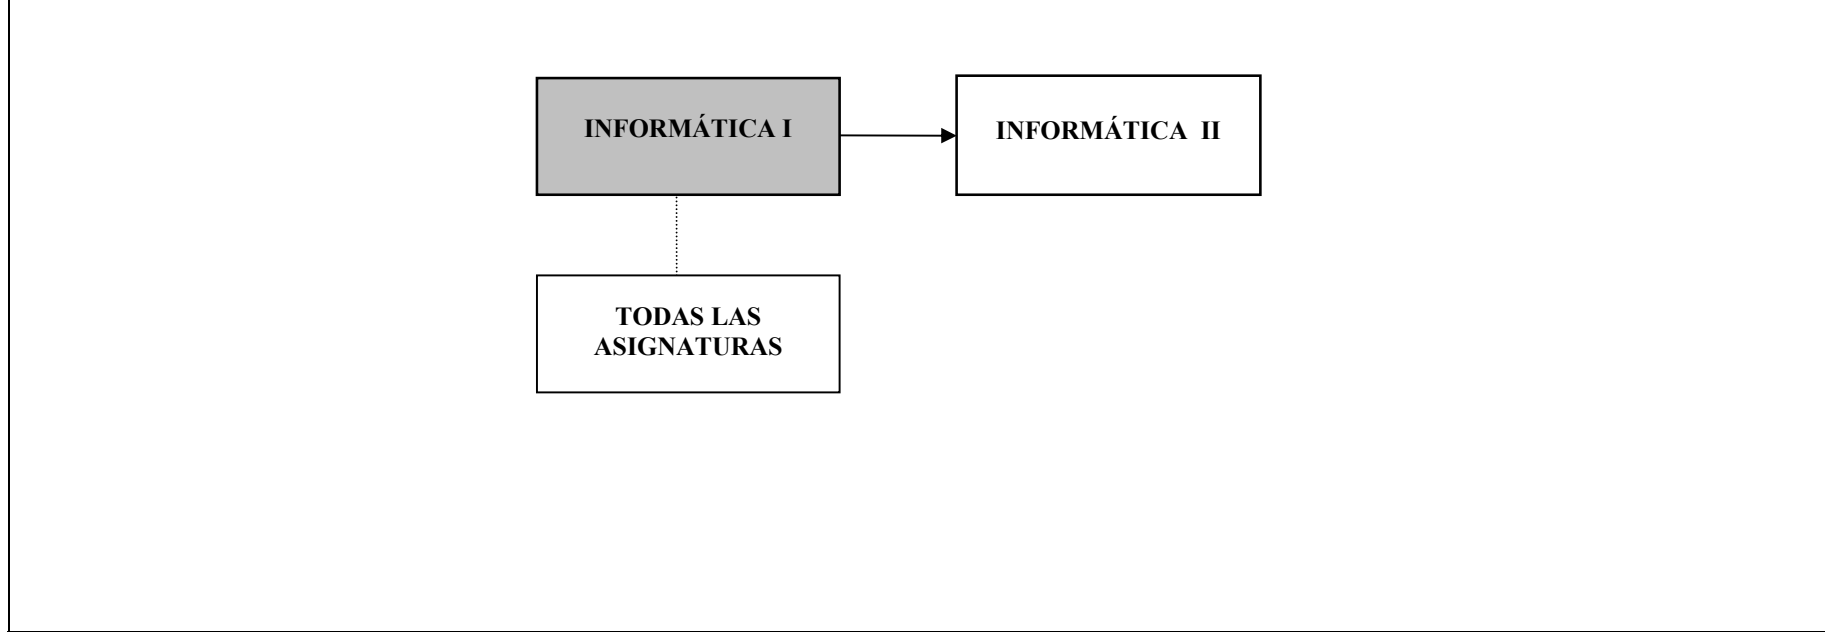 INFORMÁTICA I
INFORMÁTICA II
TODAS LAS
ASIGNATURAS